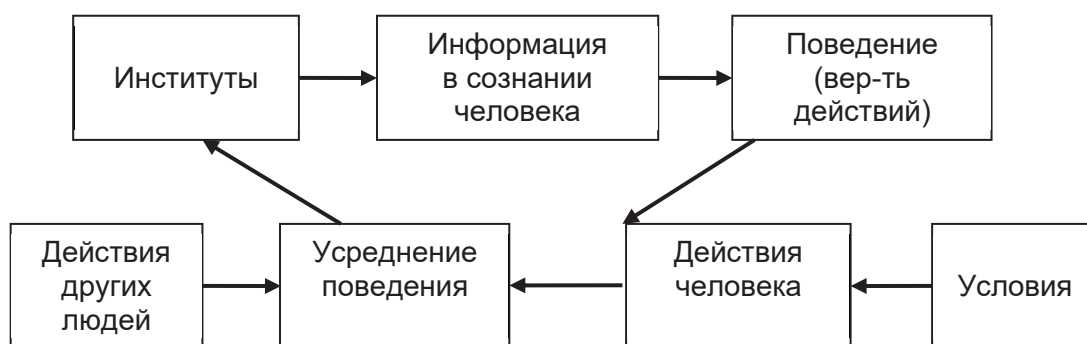 Институты
Информация
в сознании
человека
Поведение
(вер-ть
действий)
Действия
других
людей
Усреднение
поведения
Действия
человека
Условия